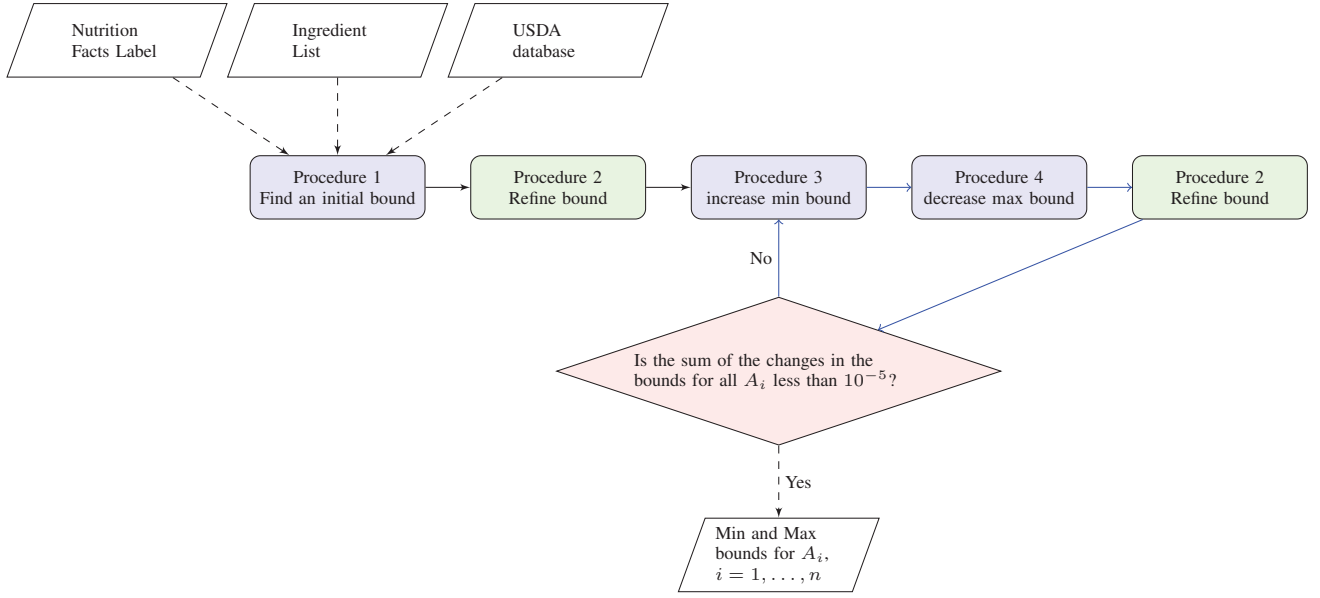 Nutrition
Facts Label
Ingredient
List
USDA
database
Procedure 1
Find an initial bound
Procedure 2
Refine bound
Procedure 3
increase min bound
Procedure 4
decrease max bound
Procedure 2
Refine bound
No
Is the sum of the changes in the
bounds for all $A_i$ less than $10^{-5}$?
Yes
Min and Max
bounds for $A_i$,
$i = 1, \ldots, n$